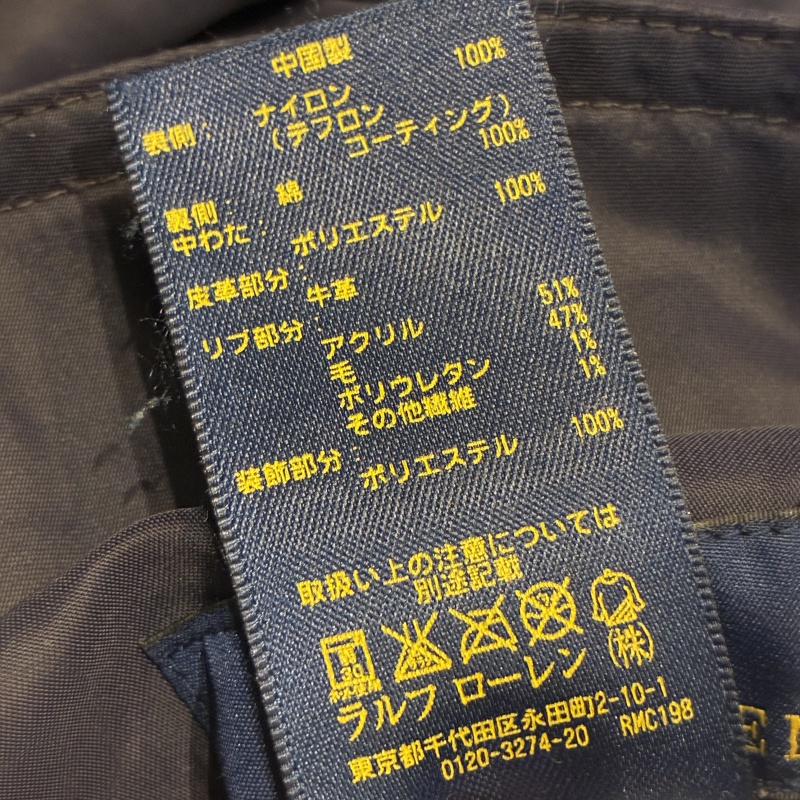 中国製
表側： ナイロン 100%
（テフロン
コーティング）
裏側： 綿 100%
中わた： ポリエステル 100%
皮革部分： 牛革
リブ部分： アクリル 51%
毛 47%
ポリウレタン 1%
その他繊維 1%
装飾部分： ポリエステル 100%
取扱い上の注意については
別途記載
30
ラルフ ローレン ㈱
東京都千代田区永田町2-10-1
0120-3274-20 RMC198
E